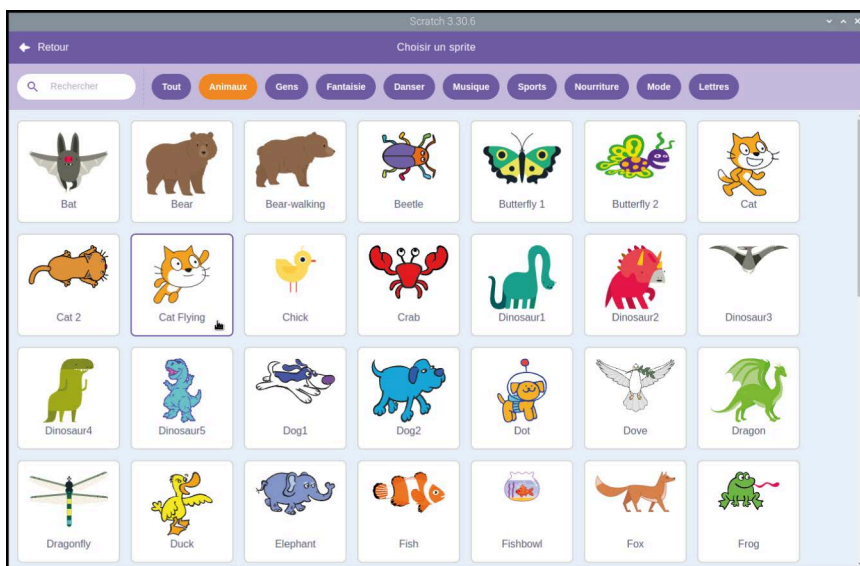 Scratch 3.30.6
Retour
Choisir un sprite
Rechercher
Tout Animaux Gens Fantaisie Danser Musique Sports Nourriture Mode Lettres
Bat Bear Bear-walking Beetle Butterfly 1 Butterfly 2 Cat
Cat 2 Cat Flying Chick Crab Dinosaur1 Dinosaur2 Dinosaur3
Dinosaur4 Dinosaur5 Dog1 Dog2 Dot Dove Dragon
Dragonfly Duck Elephant Fish Fishbowl Fox Frog